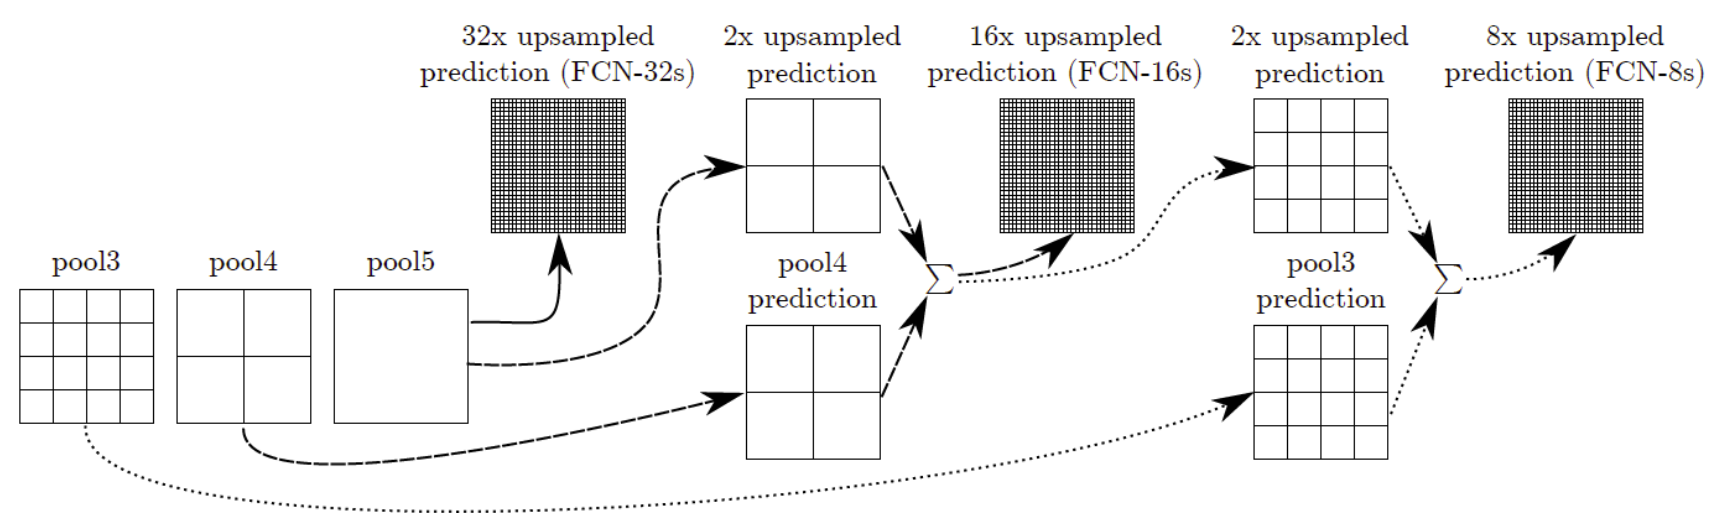 32x upsampled
prediction (FCN-32s)
2x upsampled
prediction
16x upsampled
prediction (FCN-16s)
2x upsampled
prediction
8x upsampled
prediction (FCN-8s)
pool3
pool4
pool5
pool4
prediction
∑
pool3
prediction
∑